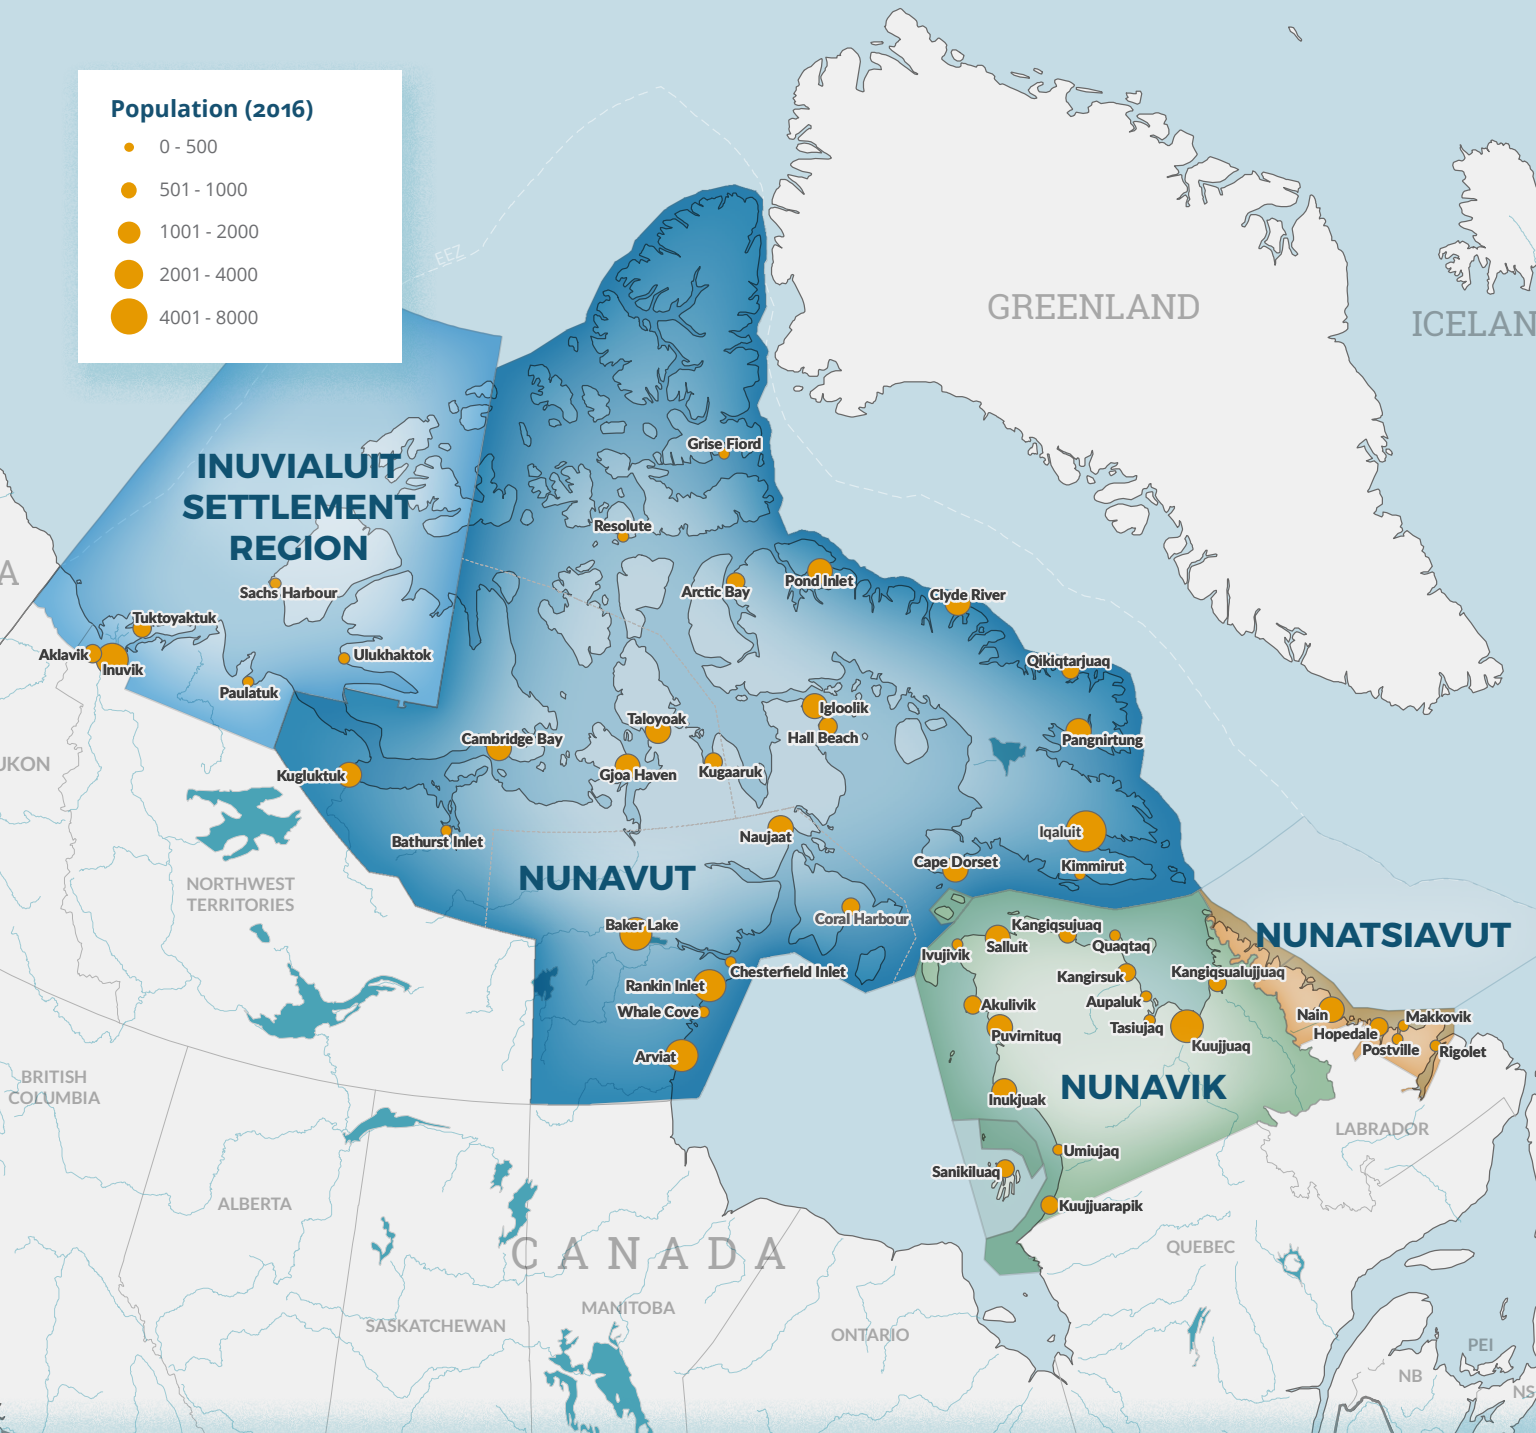 Population (2016)
0 - 500
501 - 1000
1001 - 2000
2001 - 4000
4001 - 8000
EEZ
GREENLAND
ICELAN
INUVIALUIT
SETTLEMENT
REGION
Grise Fiord
Resolute
A
Sachs Harbour
Arctic Bay
Pond Inlet
Clyde River
Tuktoyaktuk
Aklavik
Inuvik
Ulukhaktok
Paulatuk
Qikiqtarjuaq
Igloolik
Taloyoak
Hall Beach
Cambridge Bay
Pangnirtung
UKON
Kugluktuk
Gjoa Haven
Kugaaruk
Bathurst Inlet
Naujaat
Iqaluit
Cape Dorset
Kimmirut
NUNAVUT
NORTHWEST
TERRITORIES
Baker Lake
Coral Harbour
Kangiqsujuaq
Salluit
Quaqtaq
NUNATSIAVUT
Ivujivik
Chesterfield Inlet
Rankin Inlet
Kangirsuk
Kangiqsualujjuaq
Whale Cove
Akulivik
Aupaluk
Nain
Makkovik
Puvirnituq
Tasiujaq
Hopedale
Kuujjuaq
Postville
Rigolet
Arviat
BRITISH
COLUMBIA
NUNAVIK
Inukjuak
LABRADOR
Umiujaq
Sanikiluaq
ALBERTA
Kuujjuarapik
CANADA
QUEBEC
MANITOBA
SASKATCHEWAN
ONTARIO
PEI
NB
NS